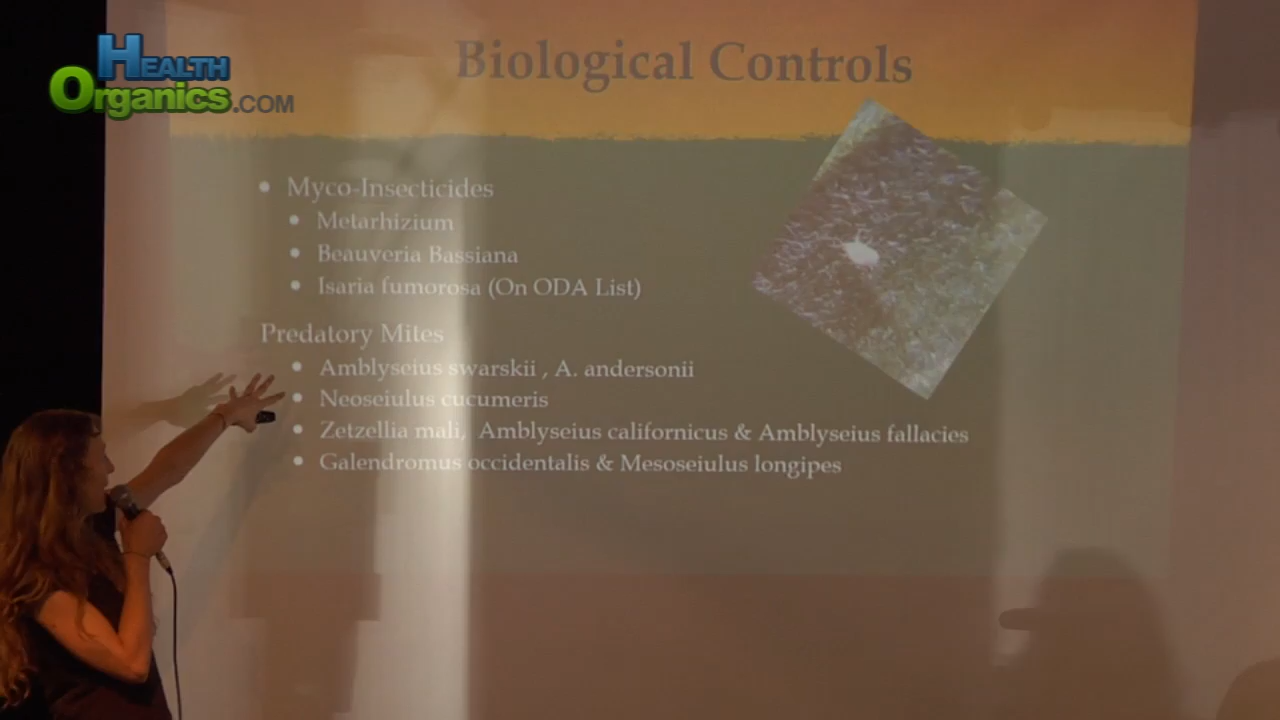 HEALTH
Organics.COM
Biological Controls
• Myco-Insecticides
• Metarhizium
• Beauveria Bassiana
• Isaria fumorosa (On ODA List)
Predatory Mites
• Amblyseius swarskii , A. andersonii
• Neoseiulus cucumeris
• Zetzellia mali, Amblyseius californicus & Amblyseius fallacies
• Galendromus occidentalis & Mesoseiulus longipes